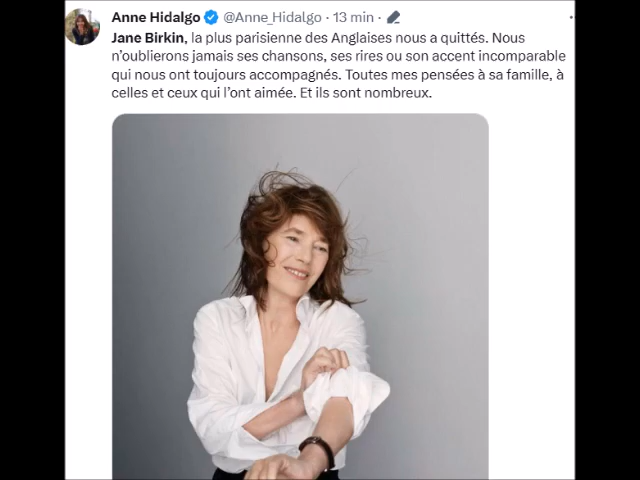 Anne Hidalgo @Anne_Hidalgo · 13 min ·
Jane Birkin, la plus parisienne des Anglaises nous a quittés. Nous
n’oublierons jamais ses chansons, ses rires ou son accent incomparable
qui nous ont toujours accompagnés. Toutes mes pensées à sa famille, à
celles et ceux qui l’ont aimée. Et ils sont nombreux.